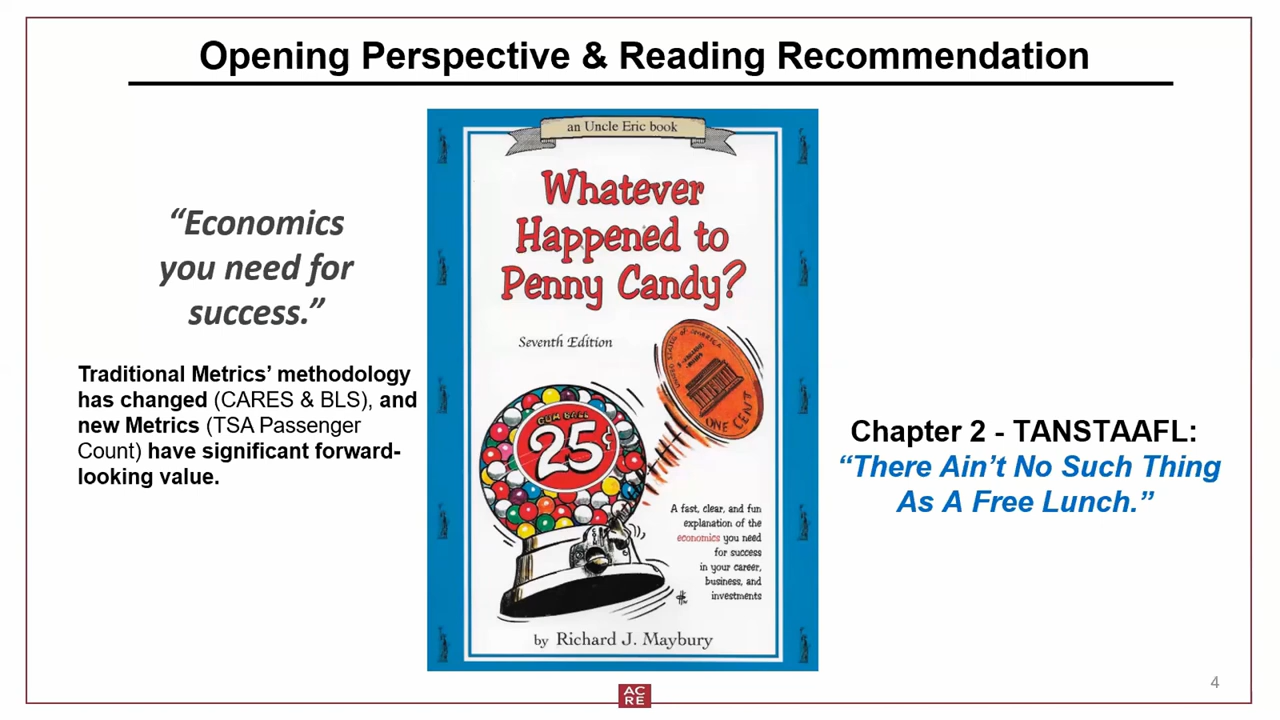 Opening Perspective & Reading Recommendation
“Economics
you need for
success.”
Traditional Metrics’ methodology
has changed (CARES & BLS), and
new Metrics (TSA Passenger
Count) have significant forward-
looking value.
an Uncle Eric book
Whatever
Happened to
Penny Candy?
Seventh Edition
UNITED STATES OF AMERICA
ONE CENT
GUM BALL
25¢
A fast, clear, and fun
explanation of the
economics you need
for success
in your career,
business, and
investments
by Richard J. Maybury
Chapter 2 - TANSTAAFL:
“There Ain’t No Such Thing
As A Free Lunch.”
4
AC
RE